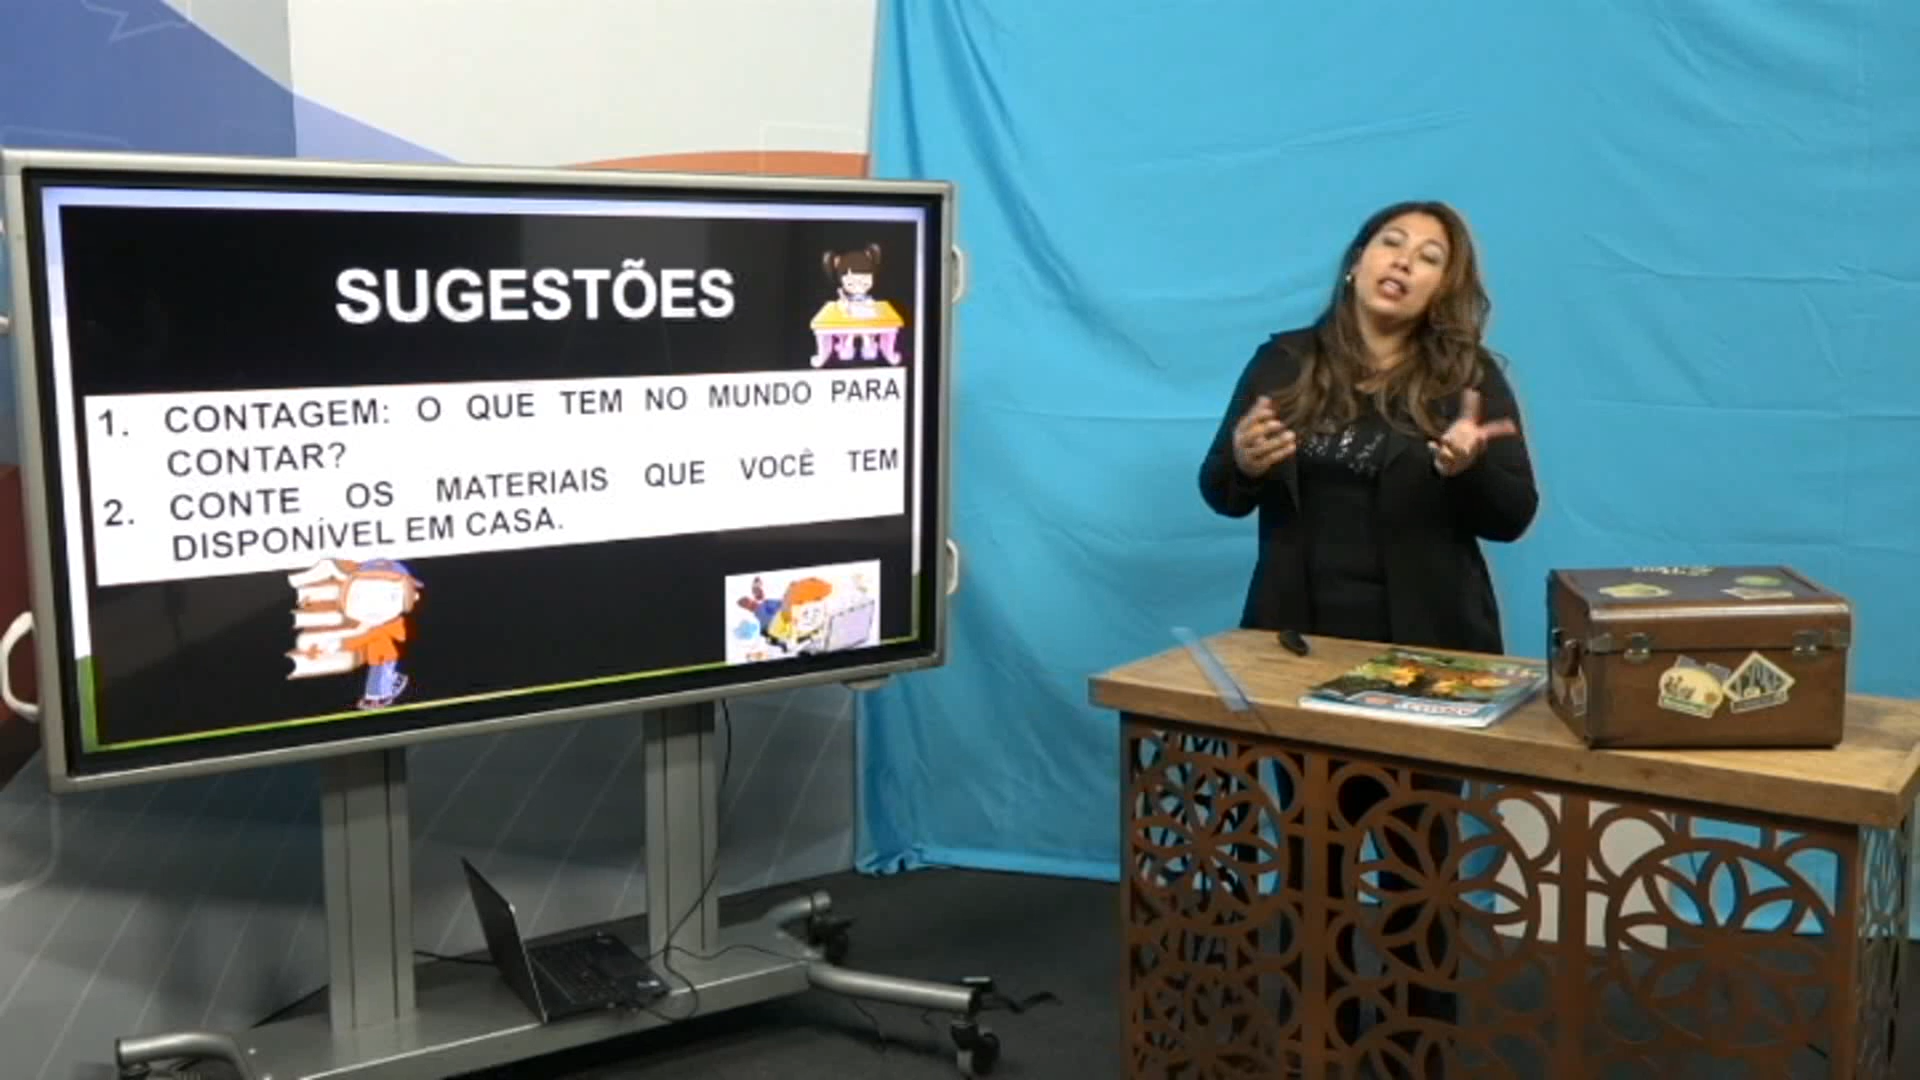 SUGESTÕES
1. CONTAGEM: O QUE TEM NO MUNDO PARA
CONTAR?
2. CONTE OS MATERIAIS QUE VOCÊ TEM
DISPONÍVEL EM CASA.